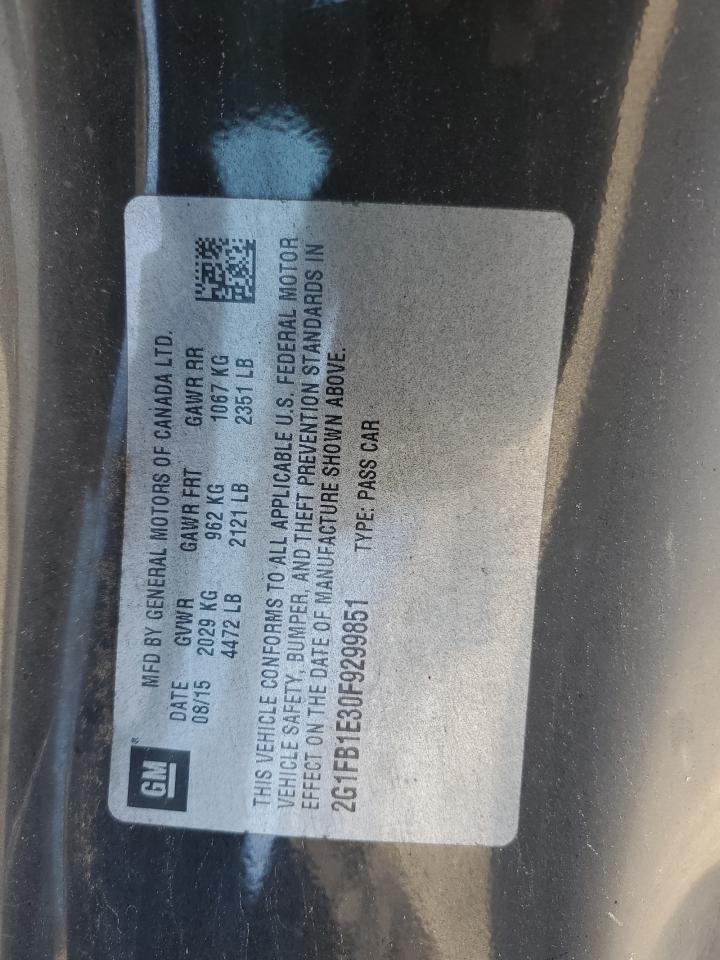 GM®
MFD BY GENERAL MOTORS OF CANADA LTD.
DATE GVWR GAWR FRT GAWR RR
08/15 2029 KG 962 KG 1067 KG
4472 LB 2121 LB 2351 LB
THIS VEHICLE CONFORMS TO ALL APPLICABLE U.S. FEDERAL MOTOR
VEHICLE SAFETY, BUMPER, AND THEFT PREVENTION STANDARDS IN
EFFECT ON THE DATE OF MANUFACTURE SHOWN ABOVE.
2G1FB1E30F9299851 TYPE: PASS CAR